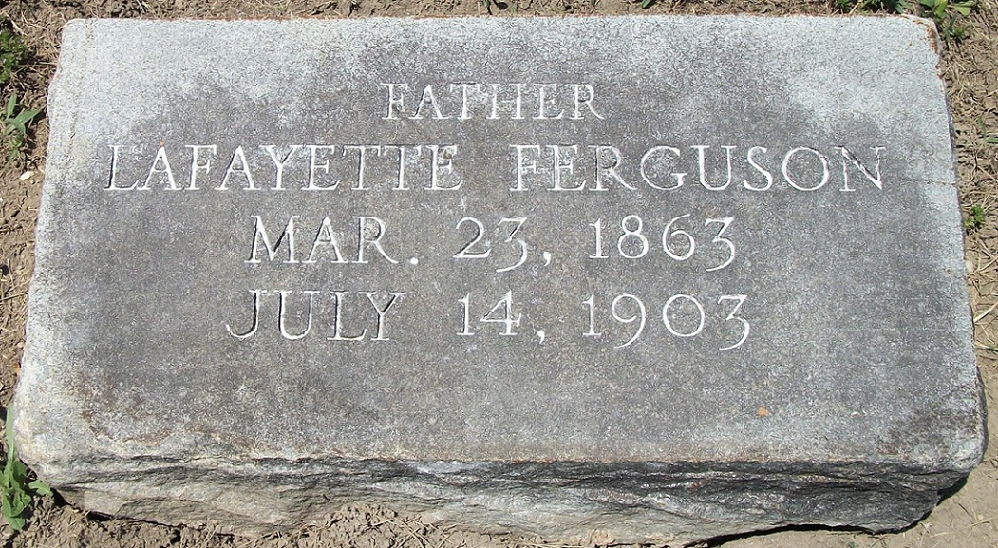 FATHER
LAFAYETTE FERGUSON
MAR. 23, 1863
JULY 14, 1903